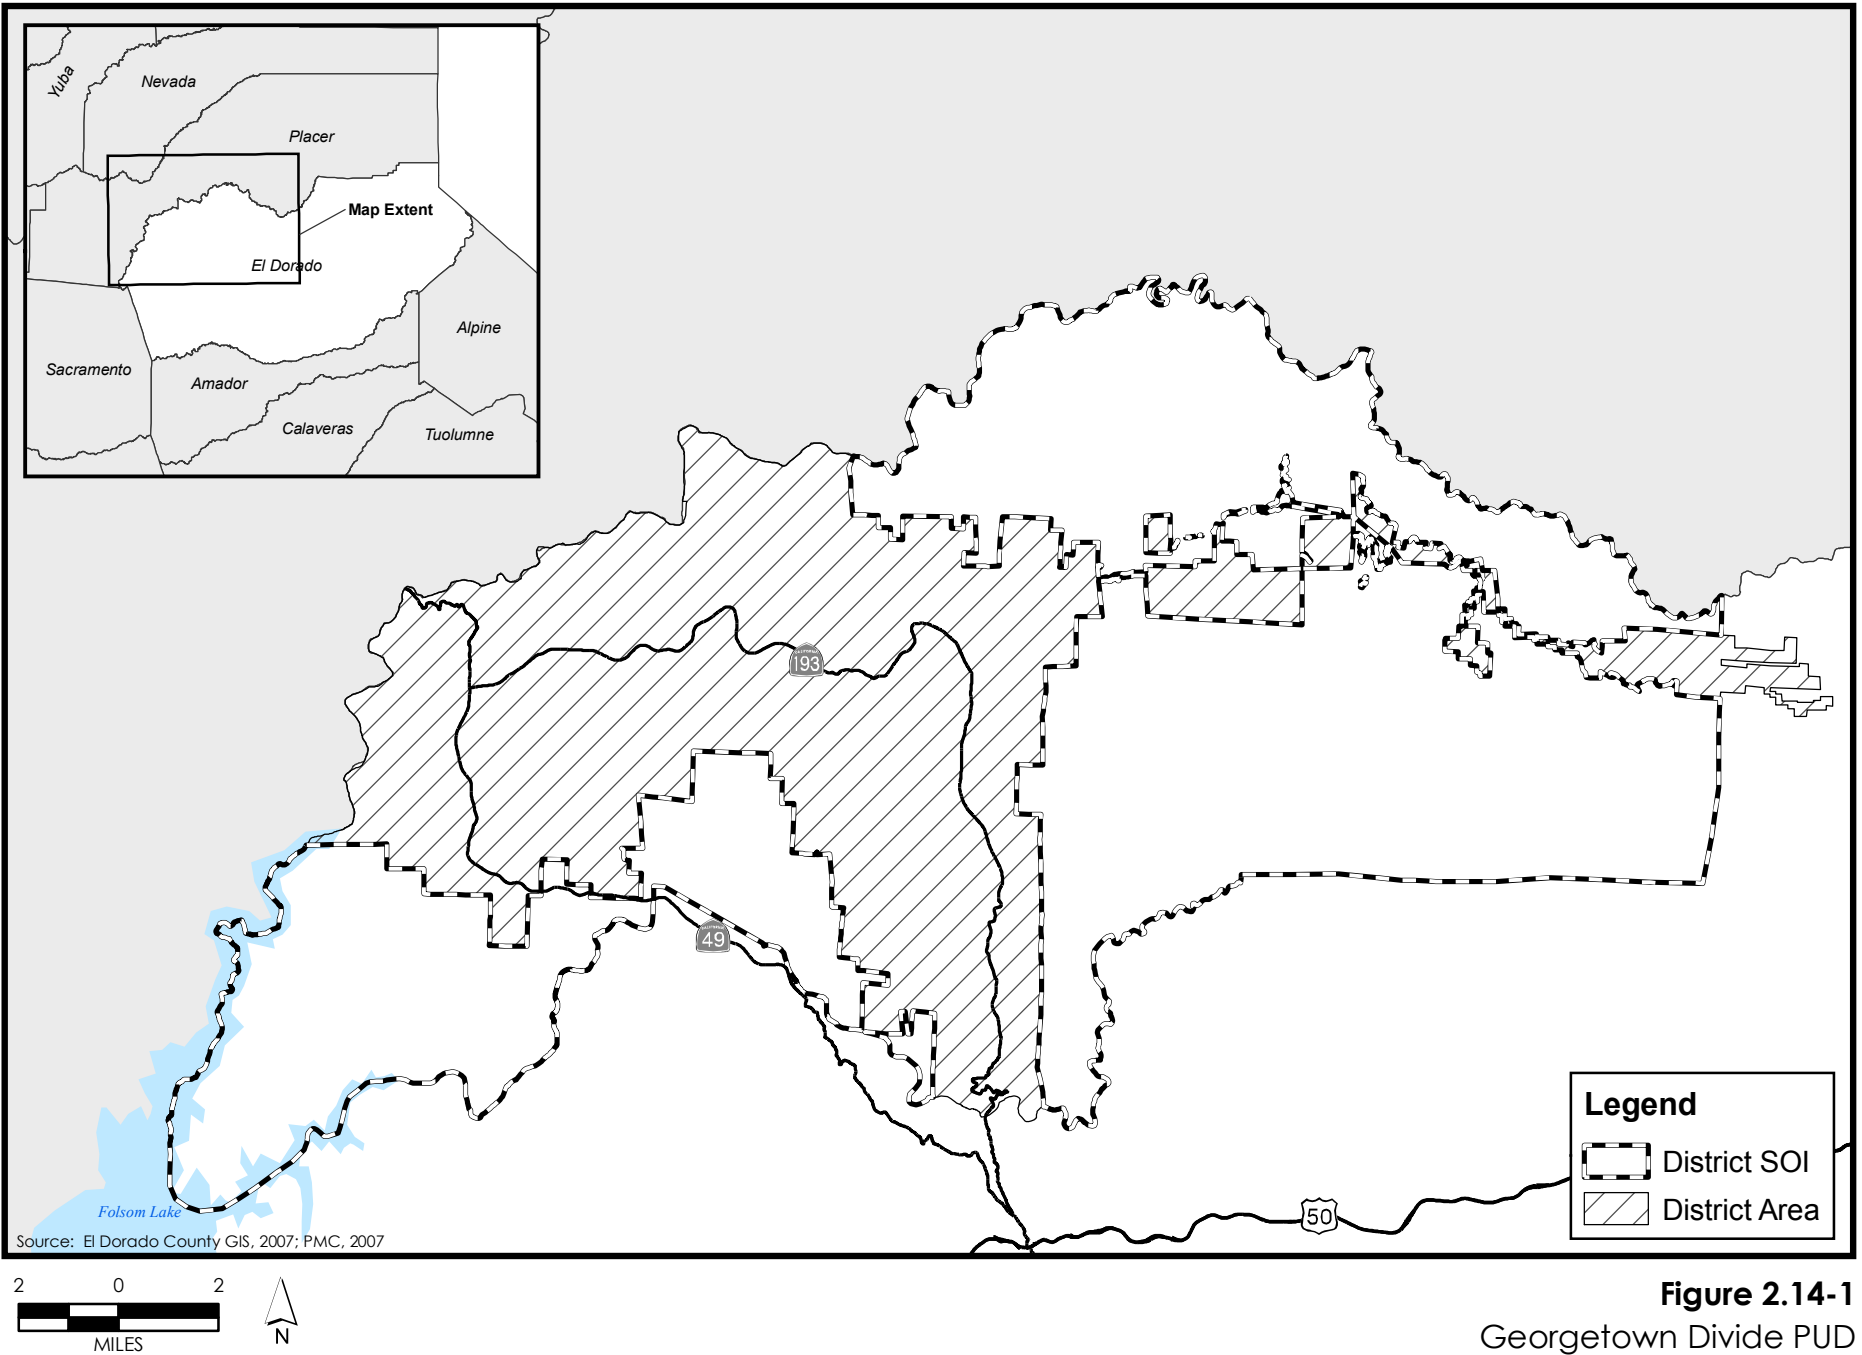 Yuba
Nevada
Placer
Map Extent
El Dorado
Alpine
Sacramento
Amador
Calaveras
Tuolumne
CALIFORNIA
193
CALIFORNIA
49
50
Folsom Lake
Source: El Dorado County GIS, 2007; PMC, 2007
Legend
District SOI
District Area
2 0 2
MILES
N
Figure 2.14-1
Georgetown Divide PUD